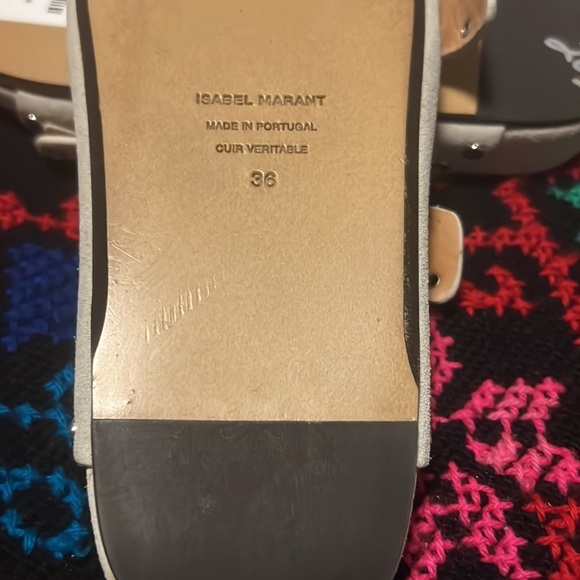 ISABEL MARANT
MADE IN PORTUGAL
CUIR VERITABLE
36